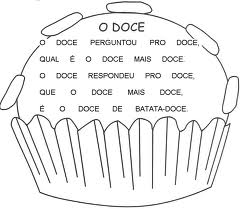 O DOCE
O DOCE PERGUNTOU PRO DOCE,
QUAL É O DOCE MAIS DOCE.
O DOCE RESPONDEU PRO DOCE,
QUE O DOCE MAIS DOCE,
É O DOCE DE BATATA-DOCE.